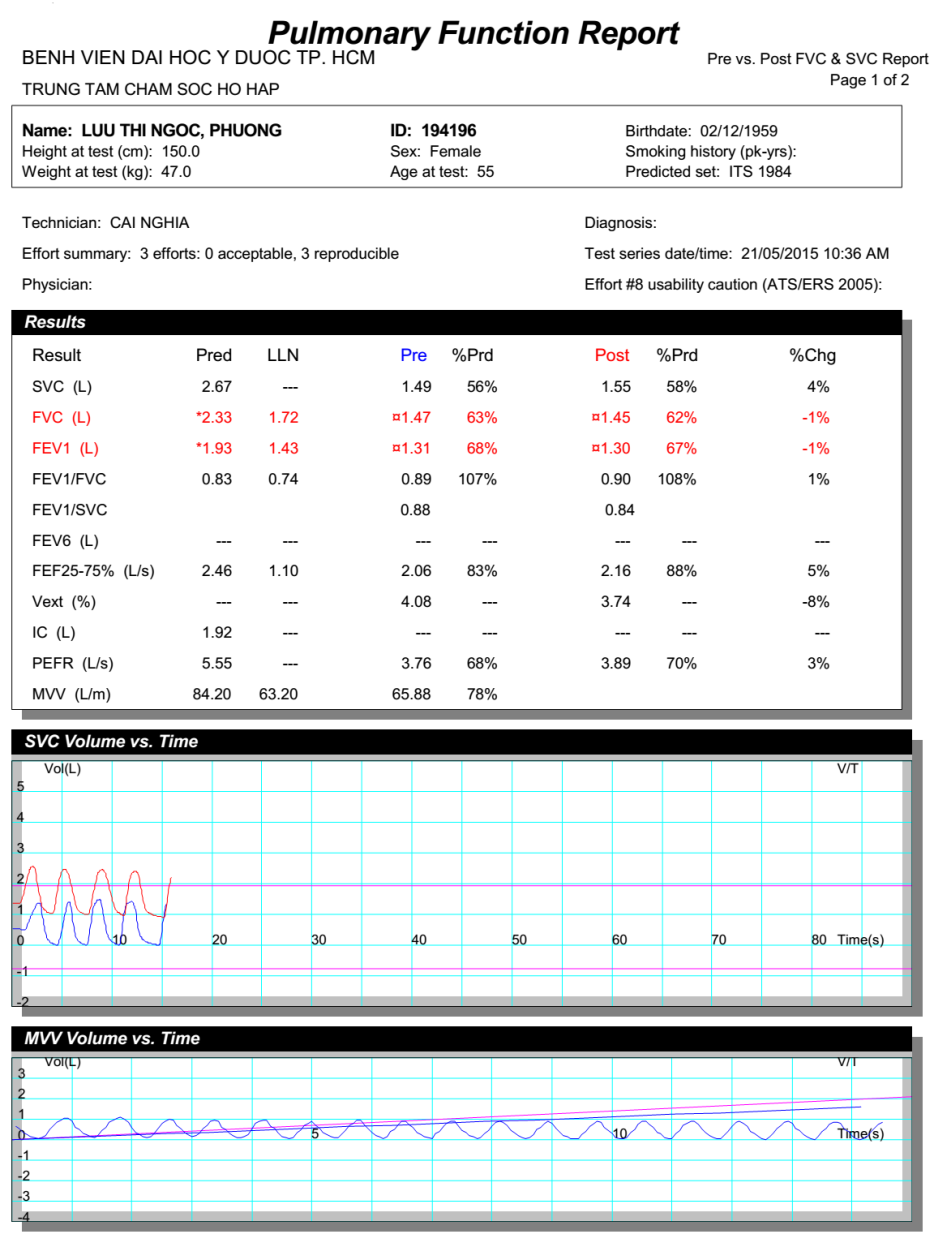 Pulmonary Function Report
BENH VIEN DAI HOC Y DUOC TP. HCM
Pre vs. Post FVC & SVC Report
TRUNG TAM CHAM SOC HO HAP
Page 1 of 2
Name: LUU THI NGOC, PHUONG ID: 194196 Birthdate: 02/12/1959
Height at test (cm): 150.0 Sex: Female Smoking history (pk-yrs):
Weight at test (kg): 47.0 Age at test: 55 Predicted set: ITS 1984
Technician: CAI NGHIA Diagnosis:
Effort summary: 3 efforts: 0 acceptable, 3 reproducible Test series date/time: 21/05/2015 10:36 AM
Physician: Effort #8 usability caution (ATS/ERS 2005):
Results
Result Pred LLN Pre %Prd Post %Prd %Chg
SVC (L) 2.67 --- 1.49 56% 1.55 58% 4%
FVC (L) *2.33 1.72 ¤1.47 63% ¤1.45 62% -1%
FEV1 (L) *1.93 1.43 ¤1.31 68% ¤1.30 67% -1%
FEV1/FVC 0.83 0.74 0.89 107% 0.90 108% 1%
FEV1/SVC 0.88 0.84
FEV6 (L) --- --- --- --- --- --- ---
FEF25-75% (L/s) 2.46 1.10 2.06 83% 2.16 88% 5%
Vext (%) --- --- 4.08 --- 3.74 --- -8%
IC (L) 1.92 --- --- --- --- --- ---
PEFR (L/s) 5.55 --- 3.76 68% 3.89 70% 3%
MVV (L/m) 84.20 63.20 65.88 78%
SVC Volume vs. Time
Vol(L) V/T
5
4
3
2
1
0 10 20 30 40 50 60 70 80 Time(s)
-1
-2
MVV Volume vs. Time
Vol(L) V/T
3
2
1
0 5 10 Time(s)
-1
-2
-3
-4